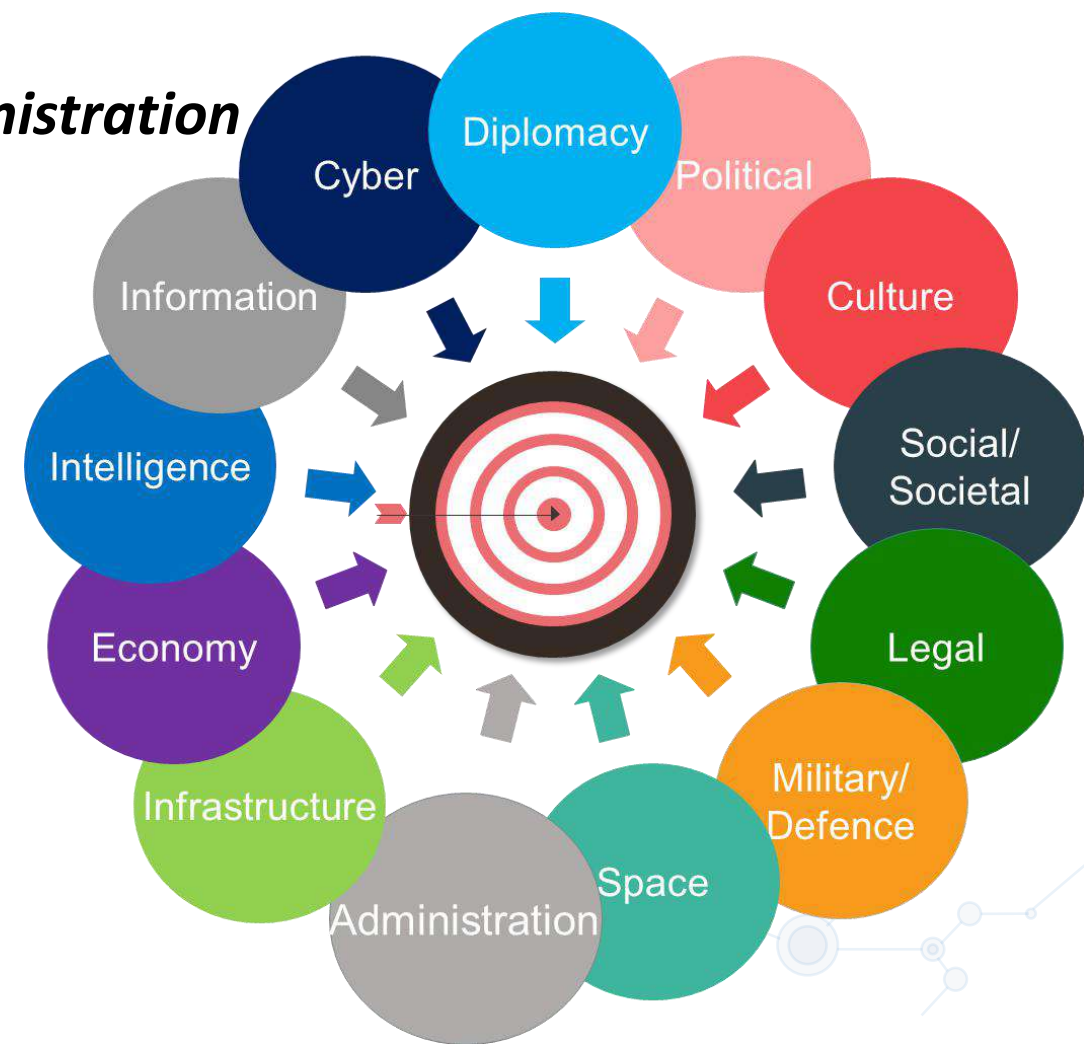 nistration
Diplomacy
Political
Culture
Social/
Societal
Legal
Military/
Defence
Space
Administration
Infrastructure
Economy
Intelligence
Information
Cyber